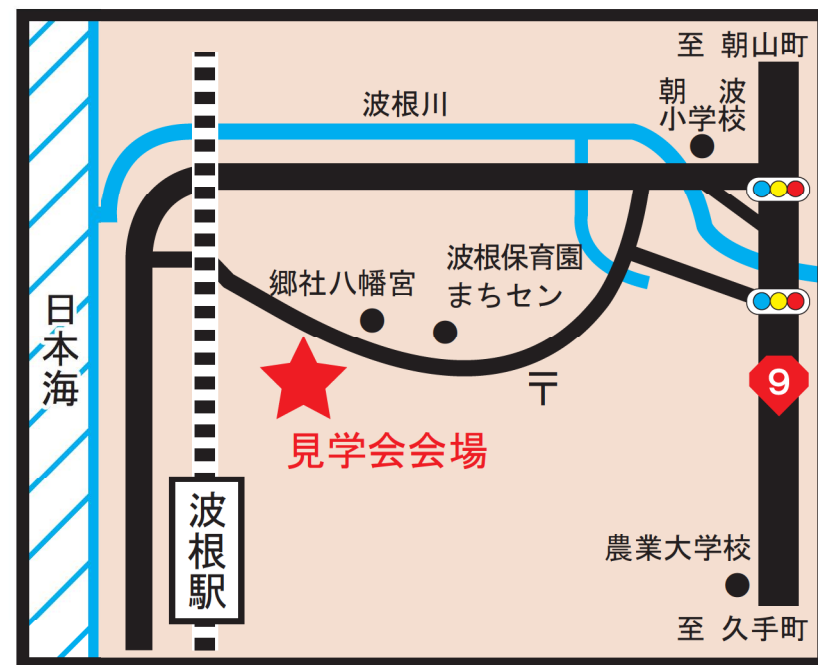 至 朝山町
朝 波
小学校
波根川
郷社八幡宮
波根保育園
まちセン
日本海
〒
9
見学会会場
波根駅
農業大学校
至 久手町